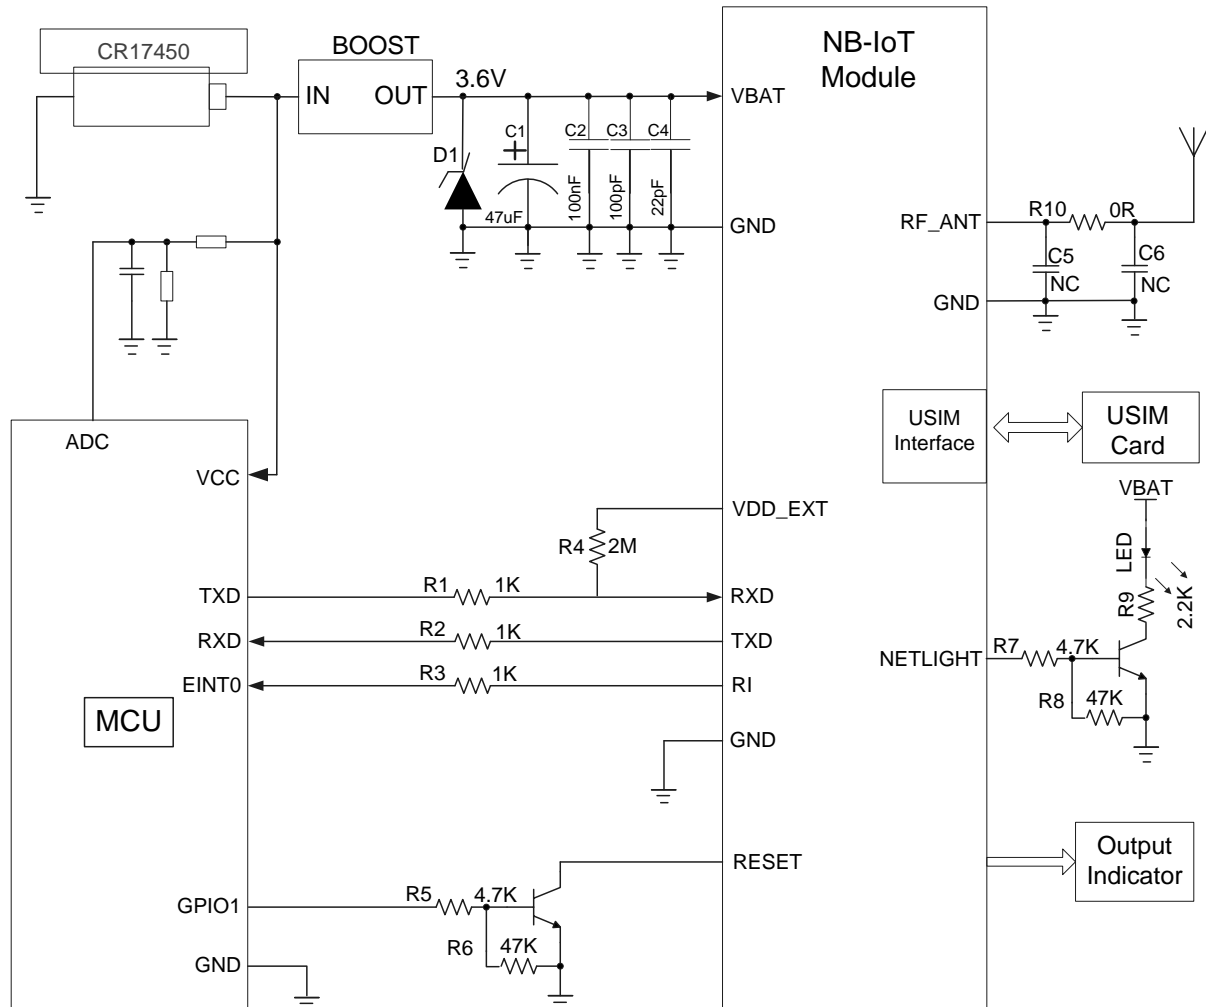 CR17450
BOOST
IN OUT
3.6V
NB-IoT
Module
VBAT
D1
C1
47uF
C2
100nF
C3
100pF
C4
22pF
GND
RF_ANT
R10 0R
C5
NC
C6
NC
GND
ADC
VCC
USIM
Interface
USIM
Card
VBAT
LED
R9
2.2K
VDD_EXT
R4 2M
TXD R1 1K RXD
RXD R2 1K TXD
EINT0 R3 1K RI
NETLIGHT R7 4.7K
R8 47K
MCU
GND
RESET
Output
Indicator
GPIO1 R5 4.7K
R6 47K
GND